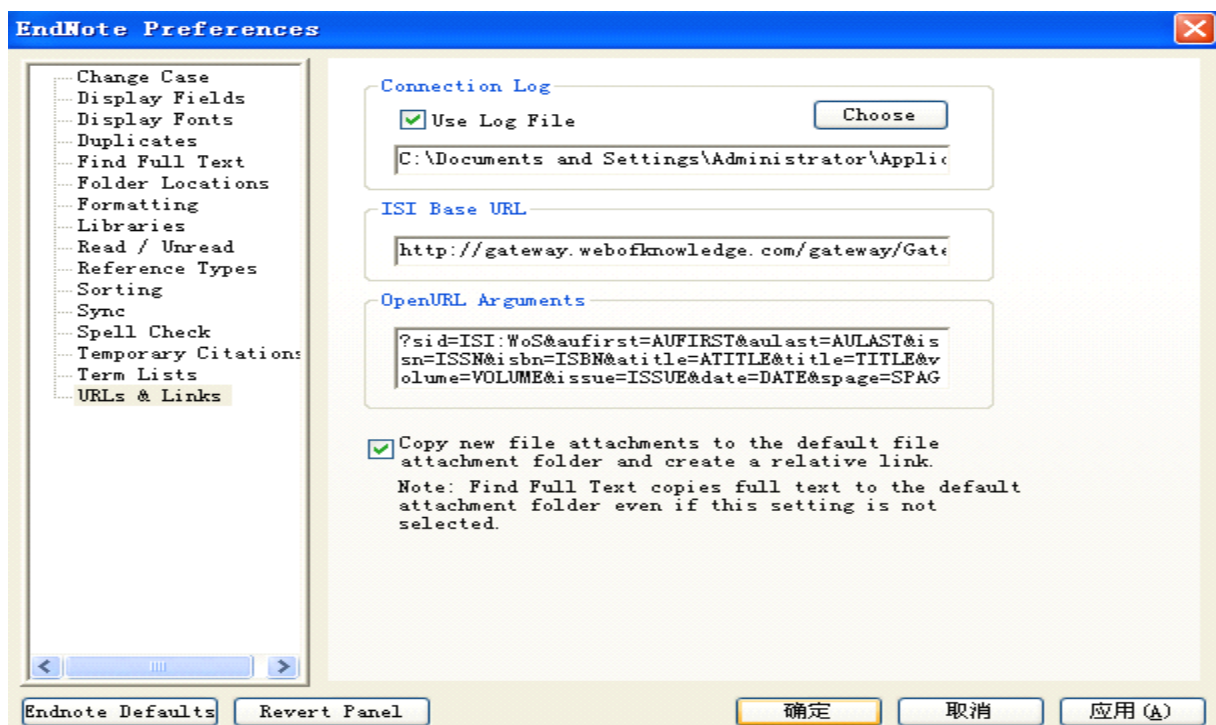 EndNote Preferences
Change Case
Display Fields
Display Fonts
Duplicates
Find Full Text
Folder Locations
Formatting
Libraries
Read / Unread
Reference Types
Sorting
Sync
Spell Check
Temporary Citations
Term Lists
URLs & Links
Connection Log
Use Log File
Choose
C:\Documents and Settings\Administrator\Applic
ISI Base URL
http://gateway.webofknowledge.com/gateway/Gate
OpenURL Arguments
?sid=ISI:WoS&aufirst=AUFIRST&aulast=AULAST&is
sn=ISSN&isbn=ISBN&atitle=ATITLE&title=TITLE&v
olume=VOLUME&issue=ISSUE&date=DATE&spage=SPAG
Copy new file attachments to the default file
attachment folder and create a relative link.
Note: Find Full Text copies full text to the default
attachment folder even if this setting is not
selected.
Endnote Defaults
Revert Panel
确定
取消
应用(A)